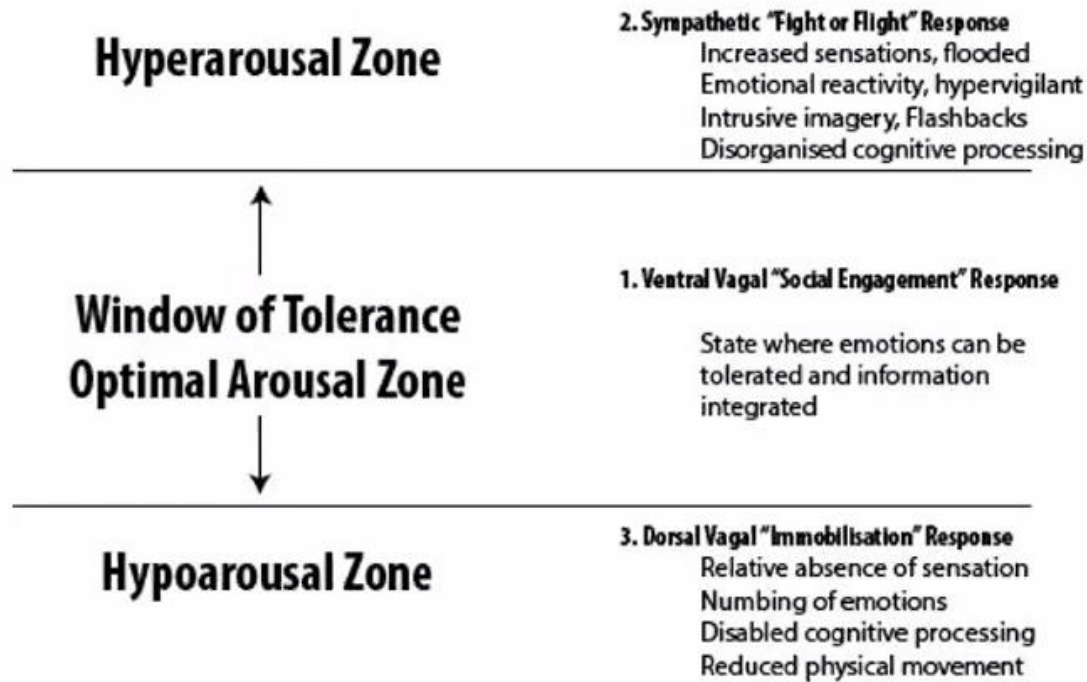 Hyperarousal Zone
2. Sympathetic "Fight or Flight" Response
Increased sensations, flooded
Emotional reactivity, hypervigilant
Intrusive imagery, Flashbacks
Disorganised cognitive processing
Window of Tolerance
Optimal Arousal Zone
1. Ventral Vagal "Social Engagement" Response
State where emotions can be
tolerated and information
integrated
Hypoarousal Zone
3. Dorsal Vagal "Immobilisation" Response
Relative absence of sensation
Numbing of emotions
Disabled cognitive processing
Reduced physical movement